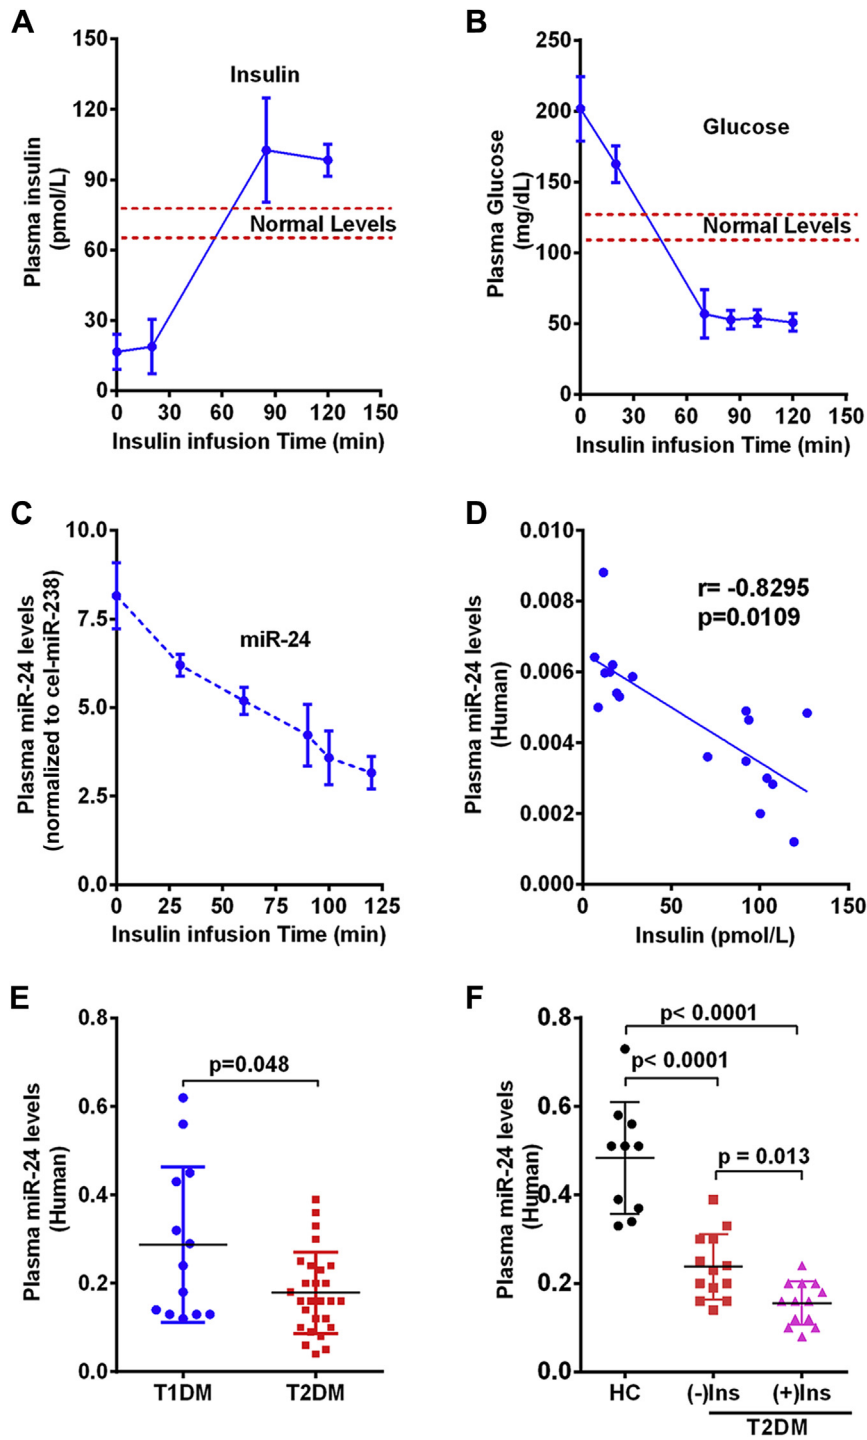 A
Plasma insulin
(pmol/L)
150
120
90
60
30
0
Insulin
Normal Levels
0 30 60 90 120 150
Insulin infusion Time (min)
B
Plasma Glucose
(mg/dL)
250
200
150
100
50
0
Glucose
Normal Levels
0 30 60 90 120 150
Insulin infusion Time (min)
C
Plasma miR-24 levels
(normalized to cel-miR-238)
10.0
7.5
5.0
2.5
0.0
miR-24
0 25 50 75 100 125
Insulin infusion Time (min)
D
Plasma miR-24 levels
(Human)
0.010
0.008
0.006
0.004
0.002
0.000
r= -0.8295
p=0.0109
0 50 100 150
Insulin (pmol/L)
E
Plasma miR-24 levels
(Human)
0.8
0.6
0.4
0.2
0.0
p=0.048
T1DM T2DM
F
Plasma miR-24 levels
(Human)
0.8
0.6
0.4
0.2
0.0
p< 0.0001
p< 0.0001
p = 0.013
HC (-)Ins (+)Ins
T2DM